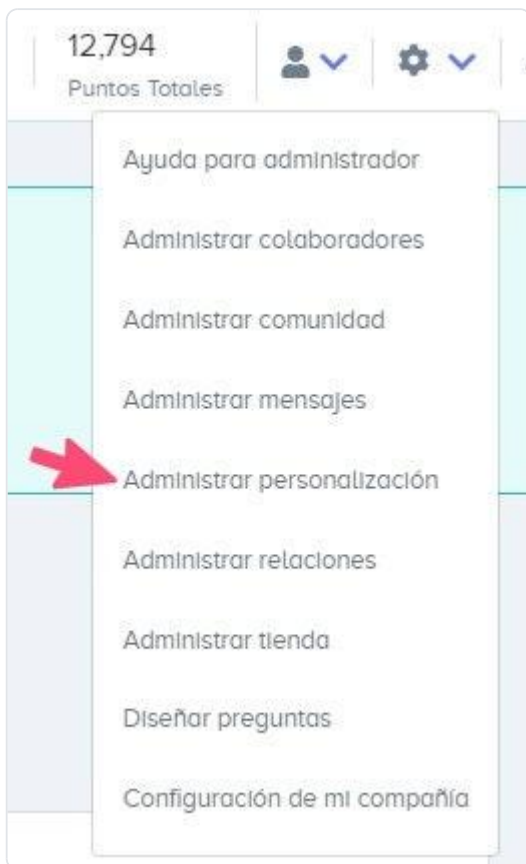 12,794
Puntos Totales
Ayuda para administrador
Administrar colaboradores
Administrar comunidad
Administrar mensajes
Administrar personalización
Administrar relaciones
Administrar tienda
Diseñar preguntas
Configuración de mi compañía